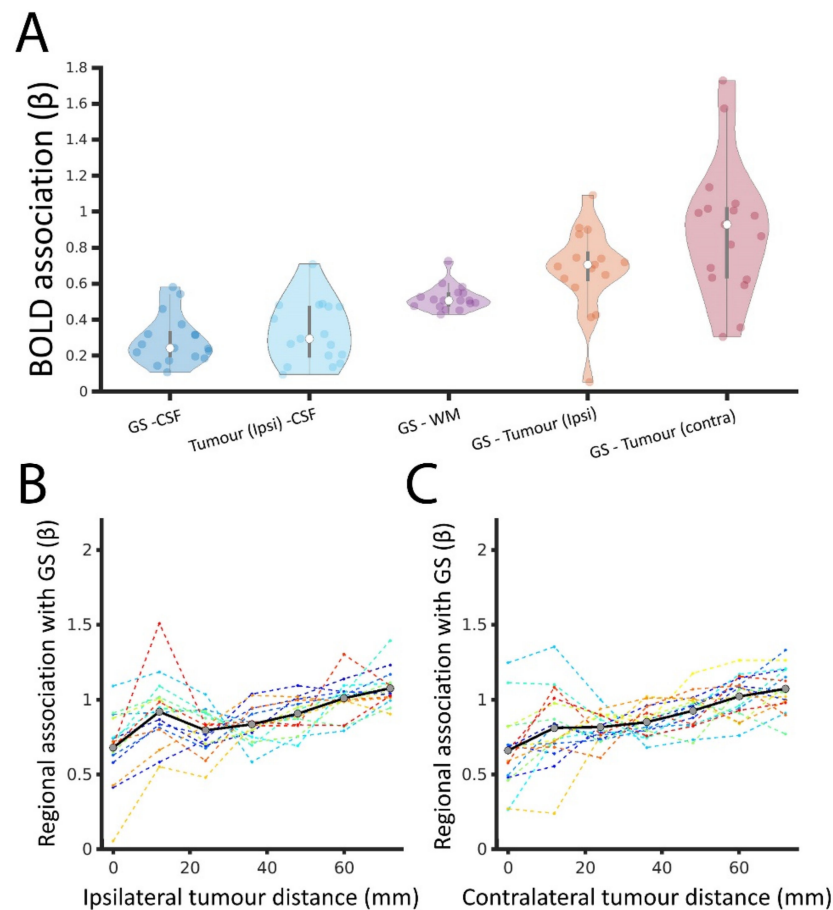 A
BOLD association (β)
1.8
1.6
1.4
1.2
1
0.8
0.6
0.4
0.2
0
GS -CSF
Tumour (Ipsi) -CSF
GS - WM
GS - Tumour (Ipsi)
GS - Tumour (contra)
B
Regional association with GS (β)
2
1.5
1
0.5
0
0 20 40 60
Ipsilateral tumour distance (mm)
C
Regional association with GS (β)
2
1.5
1
0.5
0
0 20 40 60
Contralateral tumour distance (mm)